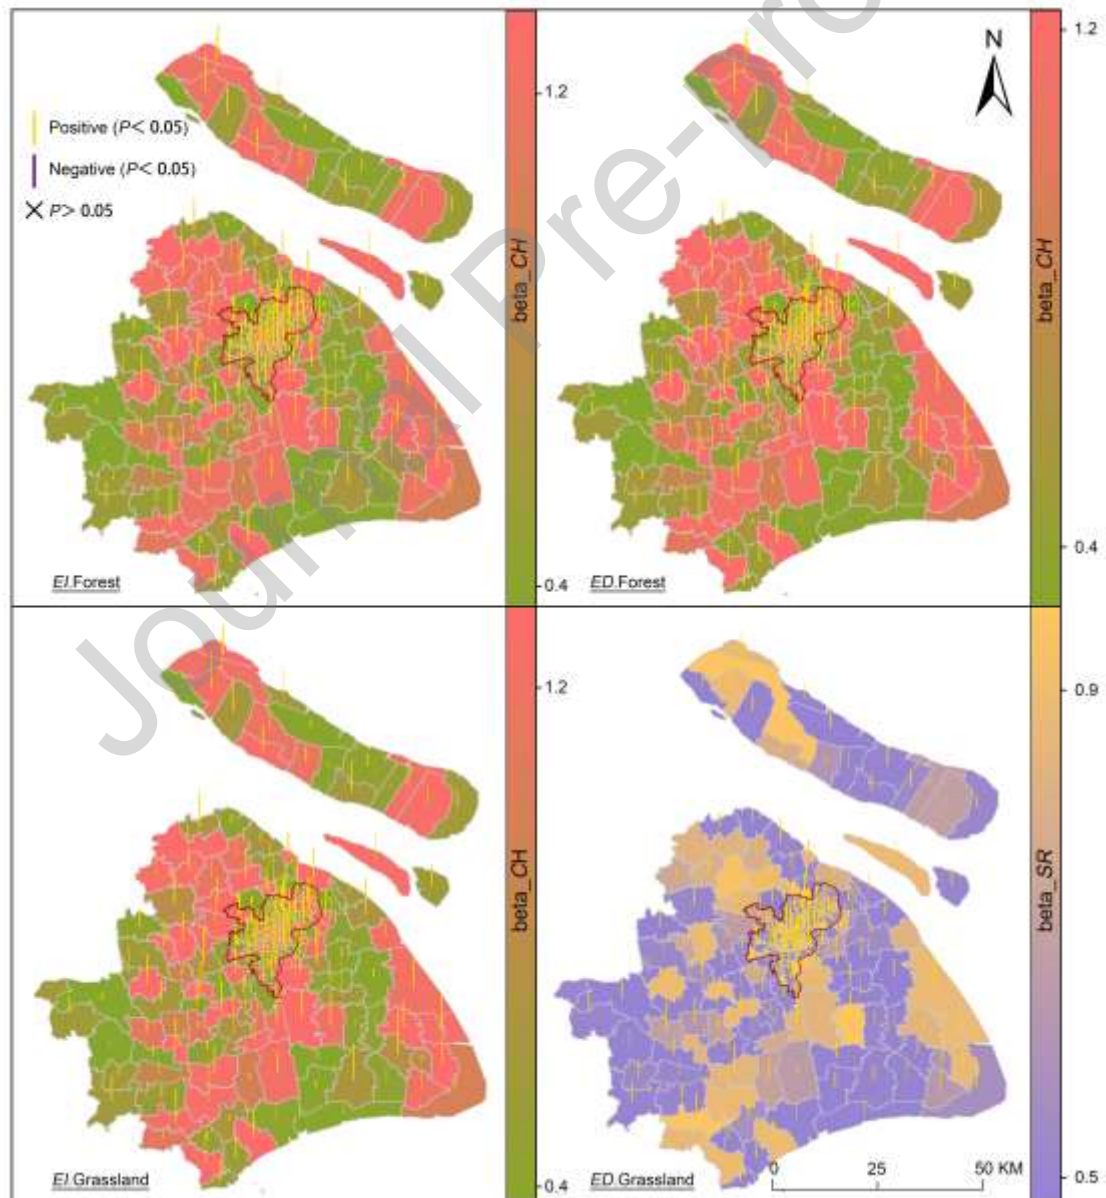 1.2
1.2
N
Positive (P< 0.05)
Negative (P< 0.05)
P> 0.05
beta_CH
beta_CH
0.4
0.4
EI.Forest
ED.Forest
Journal Pre-pro
1.2
0.9
beta_CH
beta_SR
0 25 50 KM
EI.Grassland
ED.Grassland
0.4
0.5